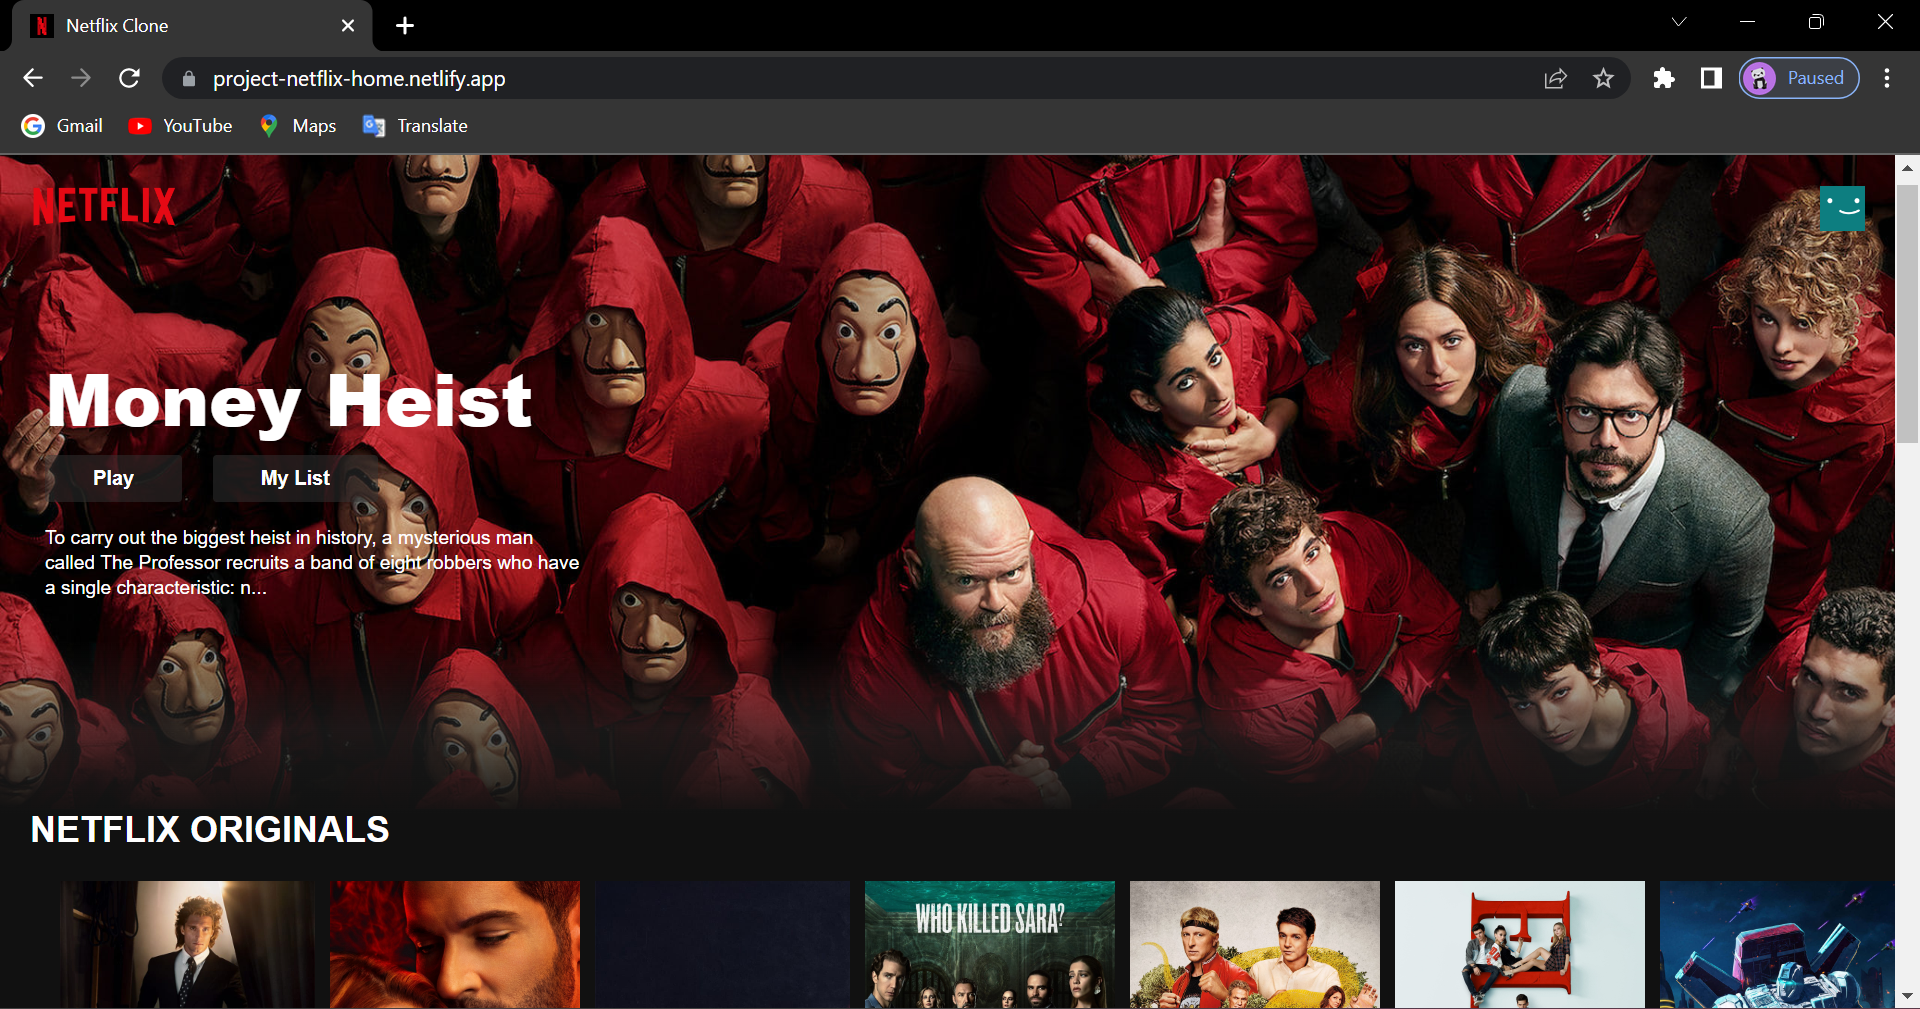 Netflix Clone
project-netflix-home.netlify.app
Paused
Gmail
YouTube
Maps
Translate
NETFLIX
Money Heist
Play
My List
To carry out the biggest heist in history, a mysterious man
called The Professor recruits a band of eight robbers who have
a single characteristic: n...
NETFLIX ORIGINALS
WHO KILLED SARA?